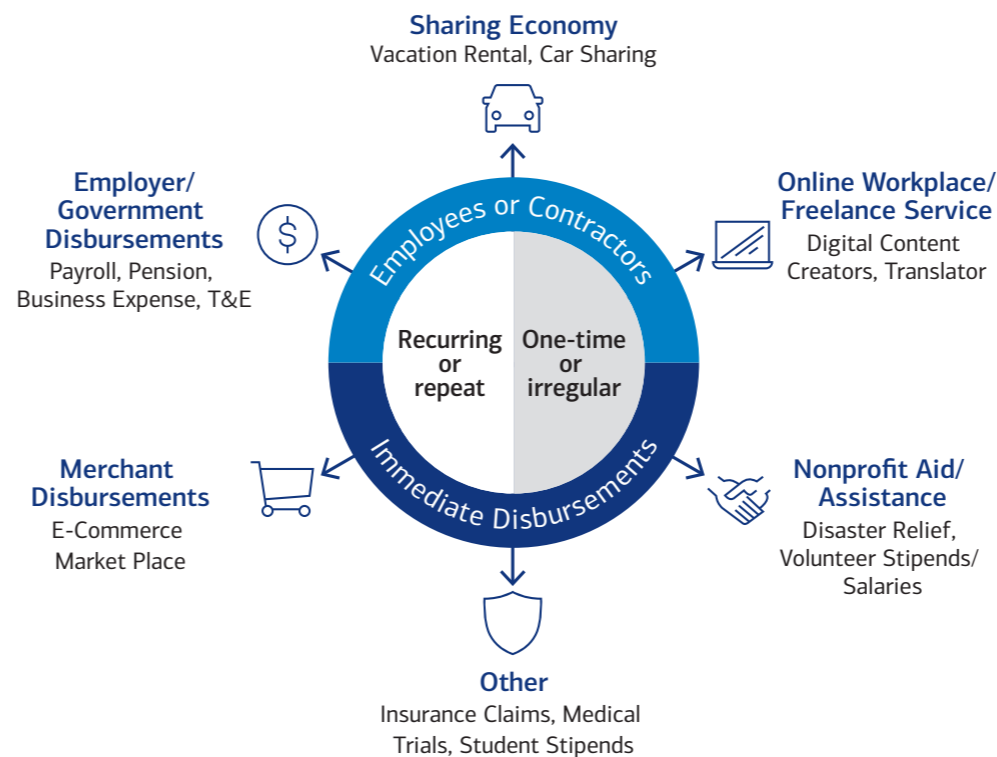 Sharing Economy
Vacation Rental, Car Sharing
Employer/
Government
Disbursements
Payroll, Pension,
Business Expense, T&E
$
Online Workplace/
Freelance Service
Digital Content
Creators, Translator
Employees or Contractors
Recurring
or
repeat
One-time
or
irregular
Immediate Disbursements
Merchant
Disbursements
E-Commerce
Market Place
Nonprofit Aid/
Assistance
Disaster Relief,
Volunteer Stipends/
Salaries
Other
Insurance Claims, Medical
Trials, Student Stipends